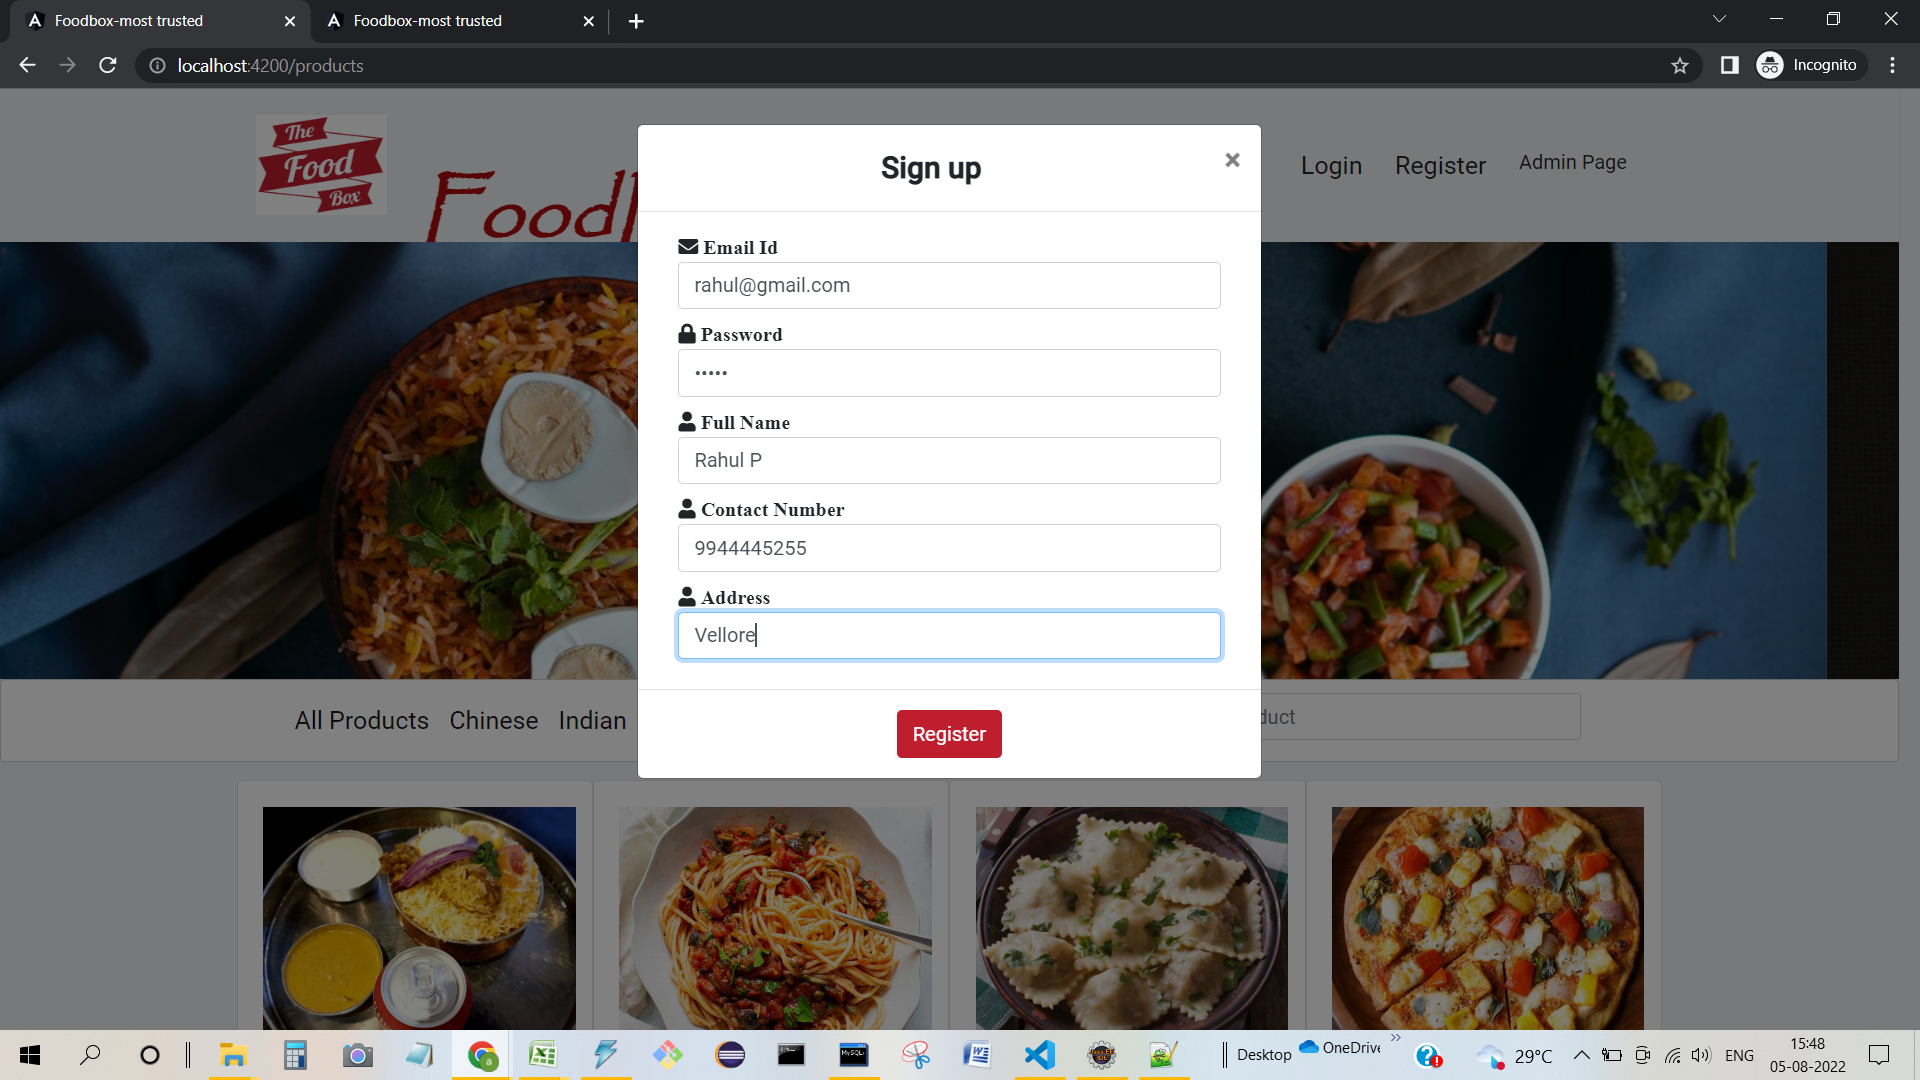 Foodbox-most trusted
Foodbox-most trusted
localhost:4200/products
Incognito
The
Food
Box
Sign up
×
Login
Register
Admin Page
Email Id
rahul@gmail.com
Password
•••••
Full Name
Rahul P
Contact Number
9944445255
Address
Vellore
All Products
Chinese
Indian
duct
Register
MySQL
Desktop
OneDrive
29°C
ENG
15:48
05-08-2022